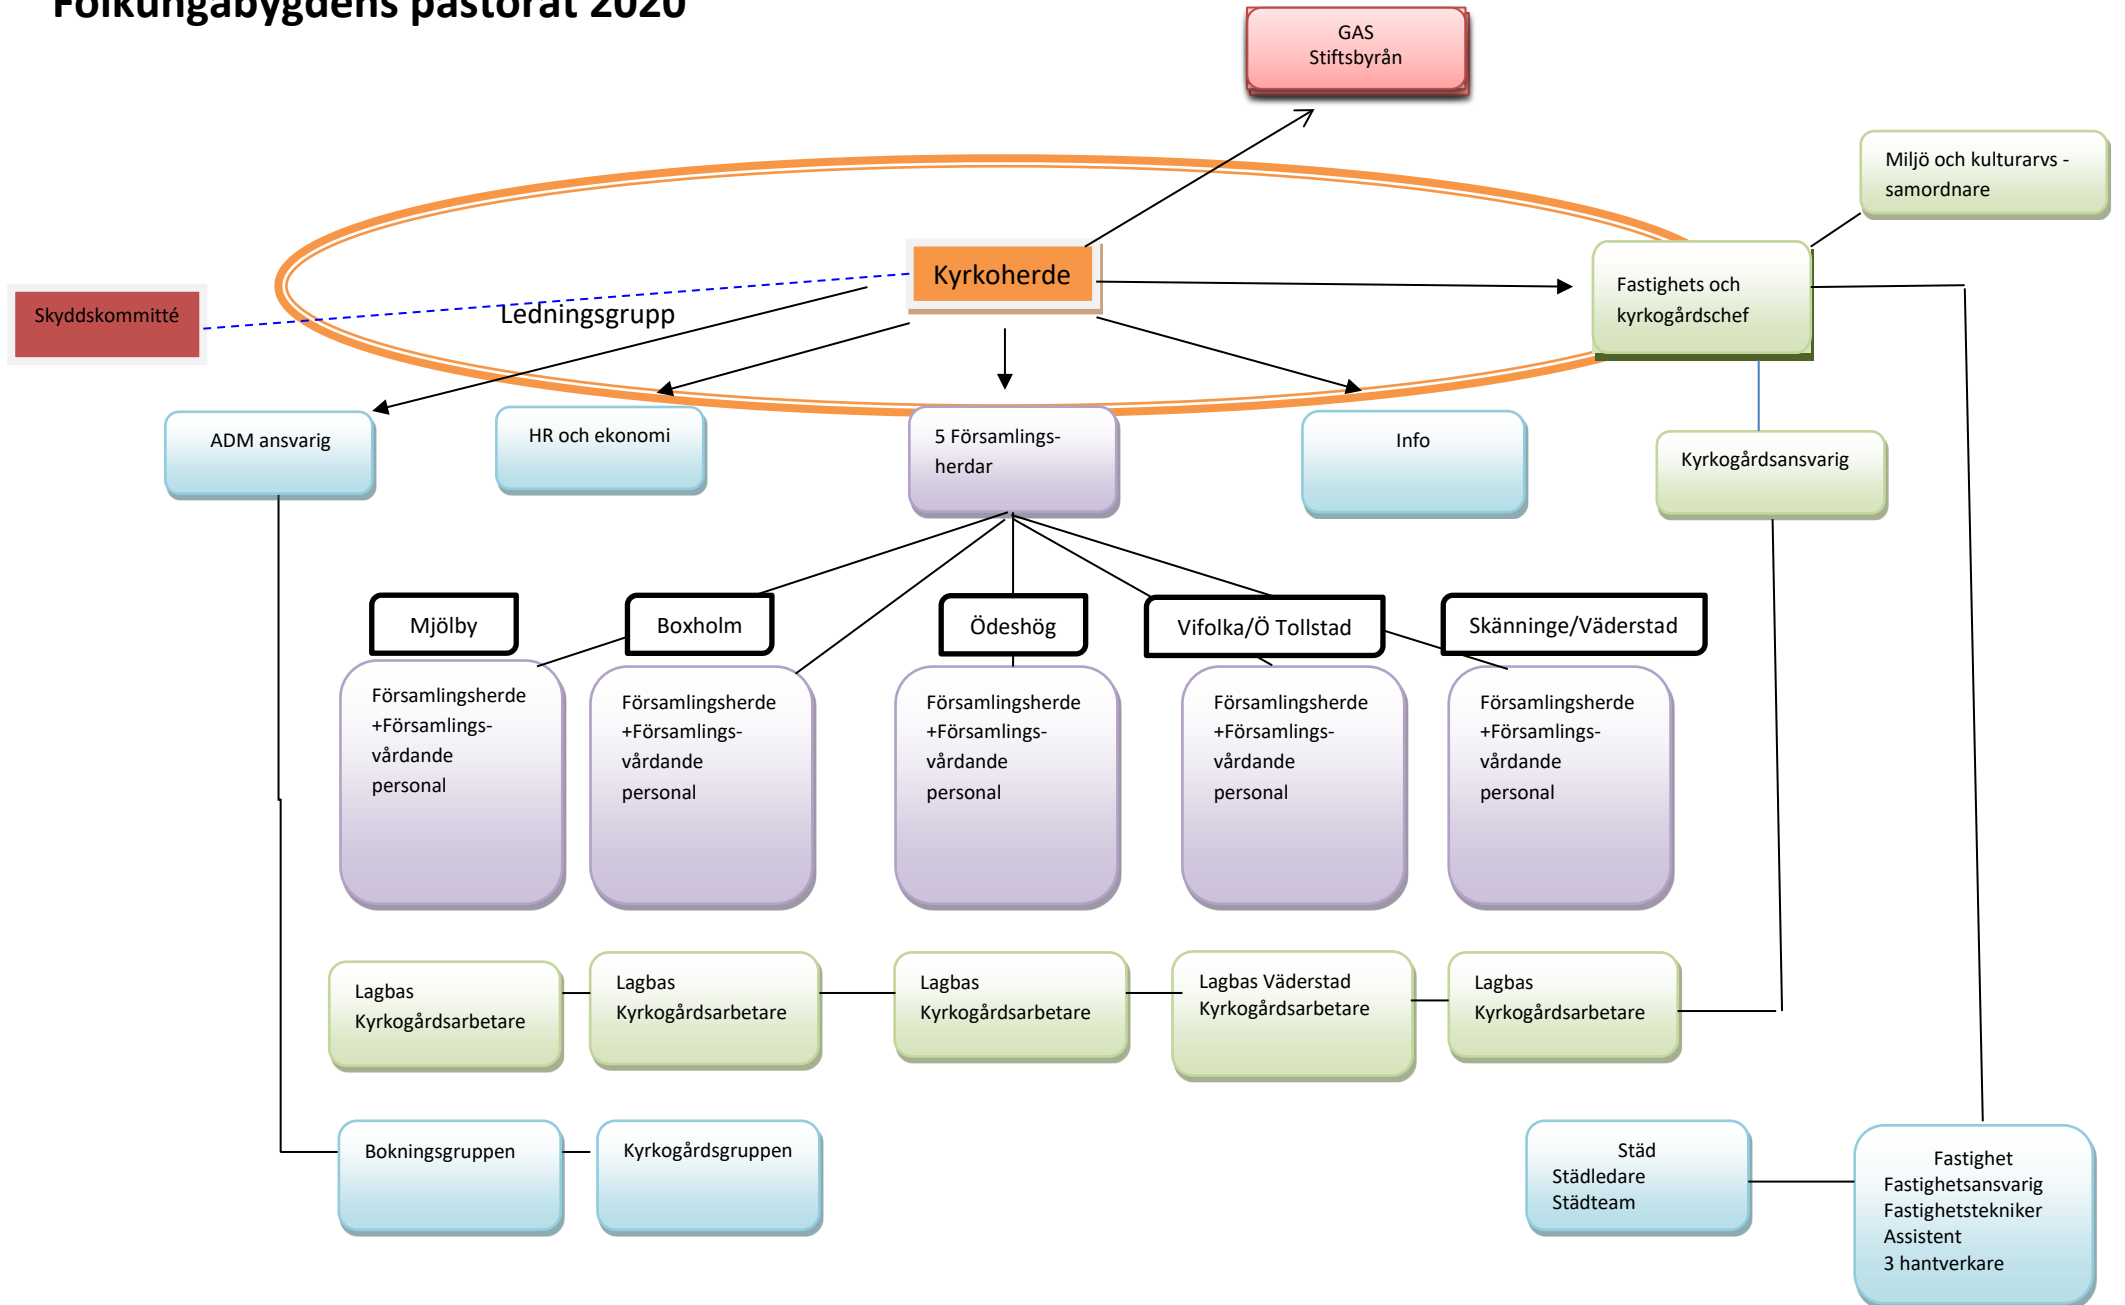 Folkungabygdens pastorat 2020
GAS
Stiftsbyrån
Miljö och kulturarvs -
samordnare
Kyrkoherde
Fastighets och
kyrkogårdschef
Skyddskommitté
Ledningsgrupp
ADM ansvarig
HR och ekonomi
5 Församlings-
herdar
Info
Kyrkogårdsansvarig
Mjölby
Boxholm
Ödeshög
Vifolka/Ö Tollstad
Skänninge/Väderstad
Församlingsherde
+Församlings-
vårdande
personal
Församlingsherde
+Församlings-
vårdande
personal
Församlingsherde
+Församlings-
vårdande
personal
Församlingsherde
+Församlings-
vårdande
personal
Församlingsherde
+Församlings-
vårdande
personal
Lagbas
Kyrkogårdsarbetare
Lagbas
Kyrkogårdsarbetare
Lagbas
Kyrkogårdsarbetare
Lagbas Väderstad
Kyrkogårdsarbetare
Lagbas
Kyrkogårdsarbetare
Bokningsgruppen
Kyrkogårdsgruppen
Städ
Städledare
Städteam
Fastighet
Fastighetsansvarig
Fastighetstekniker
Assistent
3 hantverkare